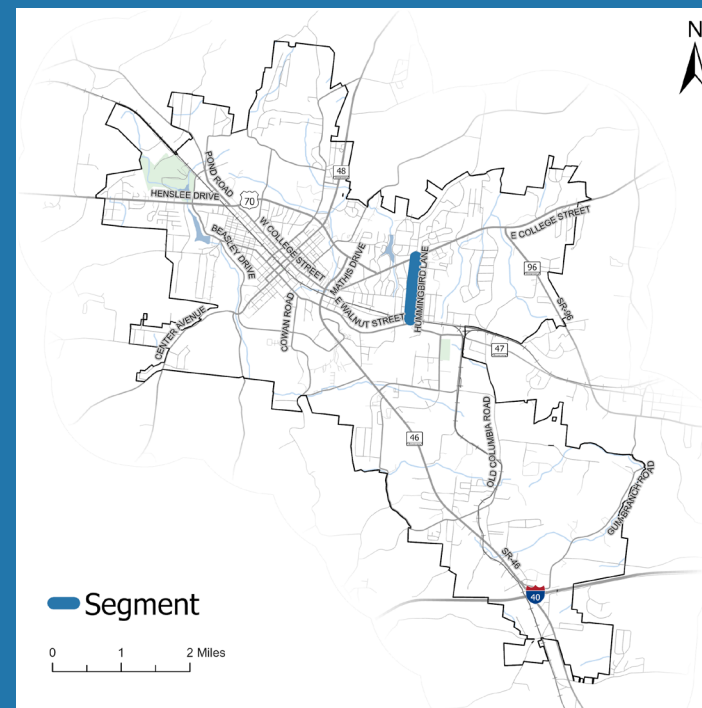 N
48
POND ROAD
HENSLEE DRIVE
70
W COLLEGE STREET
BEASLEY DRIVE
MATHIS DRIVE
E COLLEGE STREET
HUMMINGBIRD LANE
96
SR-96
E WALNUT STREET
COWAN ROAD
CENTER AVENUE
47
46
OLD COLUMBIA ROAD
GUM BRANCH ROAD
SR-46
40
Segment
0 1 2 Miles